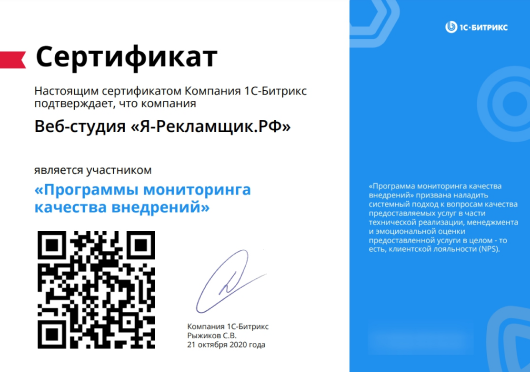 Сертификат
Настоящим сертификатом Компания 1С-Битрикс
подтверждает, что компания
Веб-студия «Я-Рекламщик.РФ»
является участником
«Программы мониторинга
качества внедрений»
Компания 1С-Битрикс
Рыжиков С.В.
21 октября 2020 года
1С-БИТРИКС
«Программа мониторинга качества
внедрений» призвана наладить
системный подход к вопросам качества
предоставляемых услуг в части
технической реализации, менеджмента
и эмоциональной оценки
предоставленной услуги в целом - то
есть, клиентской лояльности (NPS).